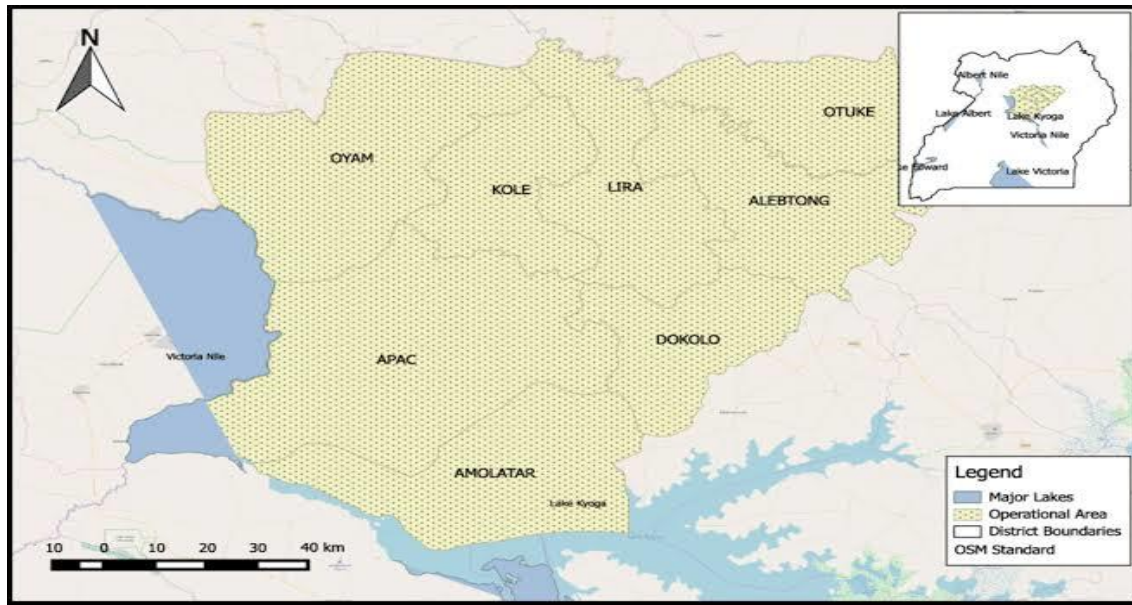 N
OYAM
KOLE
LIRA
OTUKE
ALEBTONG
APAC
DOKOLO
AMOLATAR
Victoria Nile
Lake Kyoga
10 0 10 20 30 40 km
Albert Nile
Lake Albert
Lake Kyoga
Victoria Nile
Lake Victoria
Legend
Major Lakes
Operational Area
District Boundaries
OSM Standard